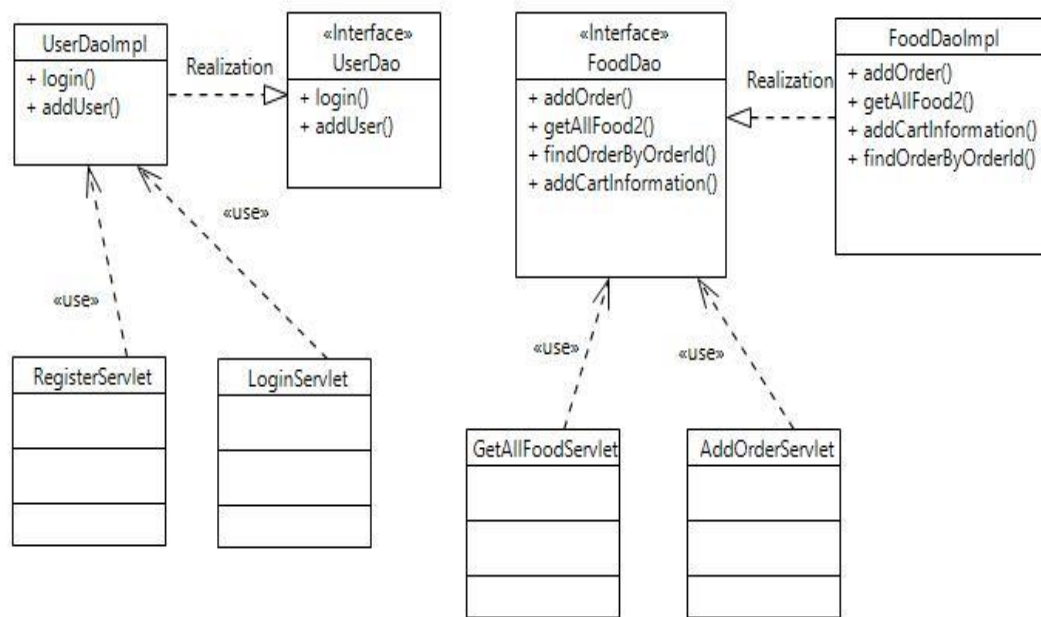 UserDaoImpl
+ login()
+ addUser()
Realization
«Interface»
UserDao
+ login()
+ addUser()
«Interface»
FoodDao
+ addOrder()
+ getAllFood2()
+ findOrderByOrderId()
+ addCartInformation()
Realization
FoodDaoImpl
+ addOrder()
+ getAllFood2()
+ addCartInformation()
+ findOrderByOrderId()
«use»
«use»
«use»
«use»
RegisterServlet
LoginServlet
GetAllFoodServlet
AddOrderServlet